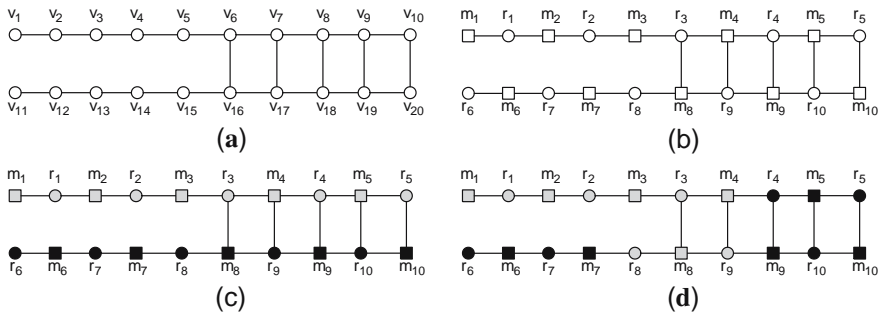 v1 v2 v3 v4 v5 v6 v7 v8 v9 v10
v11 v12 v13 v14 v15 v16 v17 v18 v19 v20
(a)
m1 r1 m2 r2 m3 r3 m4 r4 m5 r5
r6 m6 r7 m7 r8 m8 r9 m9 r10 m10
(b)
m1 r1 m2 r2 m3 r3 m4 r4 m5 r5
r6 m6 r7 m7 r8 m8 r9 m9 r10 m10
(c)
m1 r1 m2 r2 m3 r3 m4 r4 m5 r5
r6 m6 r7 m7 r8 m8 r9 m9 r10 m10
(d)